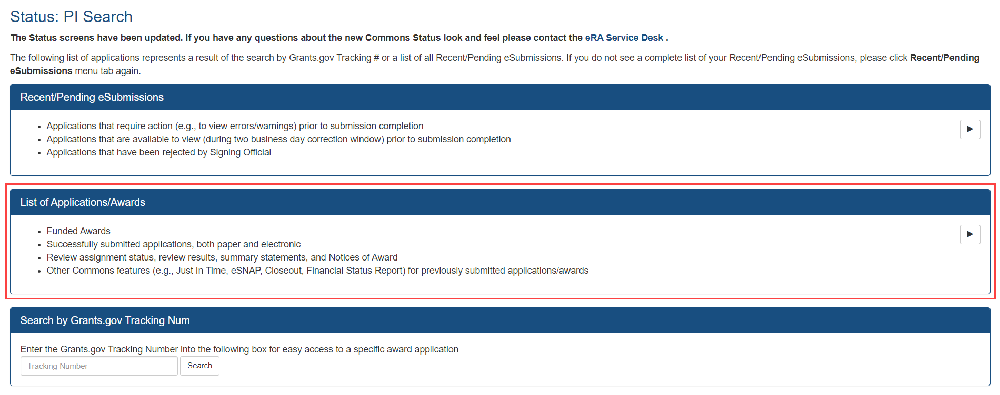 Status: PI Search
The Status screens have been updated. If you have any questions about the new Commons Status look and feel please contact the eRA Service Desk .
The following list of applications represents a result of the search by Grants.gov Tracking # or a list of all Recent/Pending eSubmissions. If you do not see a complete list of your Recent/Pending eSubmissions, please click Recent/Pending
eSubmissions menu tab again.
Recent/Pending eSubmissions
• Applications that require action (e.g., to view errors/warnings) prior to submission completion
• Applications that are available to view (during two business day correction window) prior to submission completion
• Applications that have been rejected by Signing Official
List of Applications/Awards
• Funded Awards
• Successfully submitted applications, both paper and electronic
• Review assignment status, review results, summary statements, and Notices of Award
• Other Commons features (e.g., Just In Time, eSNAP, Closeout, Financial Status Report) for previously submitted applications/awards
Search by Grants.gov Tracking Num
Enter the Grants.gov Tracking Number into the following box for easy access to a specific award application
Tracking Number Search